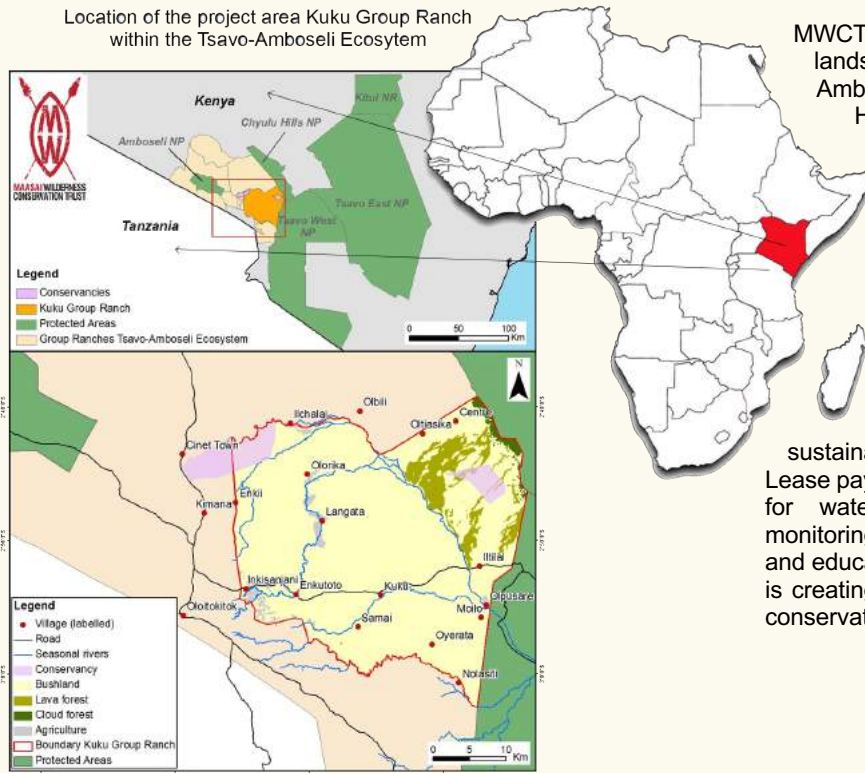 Location of the project area Kuku Group Ranch
within the Tsavo-Amboseli Ecosytem
MAASAI WILDERNESS
CONSERVATION TRUST
Kenya
Kitui NR
Chyulu Hills NP
Amboseli NP
Tsavo East NP
Tsavo West
NP
Tanzania
Legend
Conservancies
Kuku Group Ranch
Protected Areas
Group Ranches Tsavo-Amboseli Ecosystem
0 50 100
Km
N
Olbili
Ilchalai
Centile
Oltiasika
Cinet Town
Olorika
Enkii
Kimana
Langata
Iltilal
Inkisanjani
Enkutoto
Kuku
Olpusare
Oloitokitok
Moilo
Samai
Oyerata
Nolasiti
Legend
Village (labelled)
Road
Seasonal rivers
Conservancy
Bushland
Lava forest
Cloud forest
Agriculture
Boundary Kuku Group Ranch
Protected Areas
0 5 10
Km
MWCT
lands
Amb
H
sustaina
Lease pay
for wate
monitoring
and educa
is creating
conservat